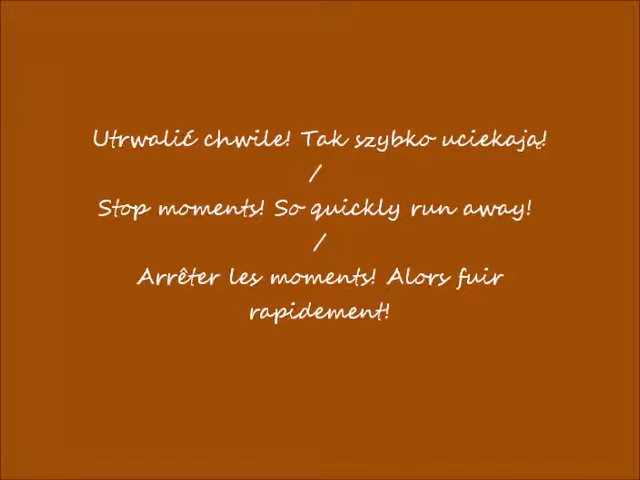 Utrwalić chwile! Tak szybko uciekają!
/
Stop moments! So quickly run away!
/
Arrêter les moments! Alors fuir
rapidement!